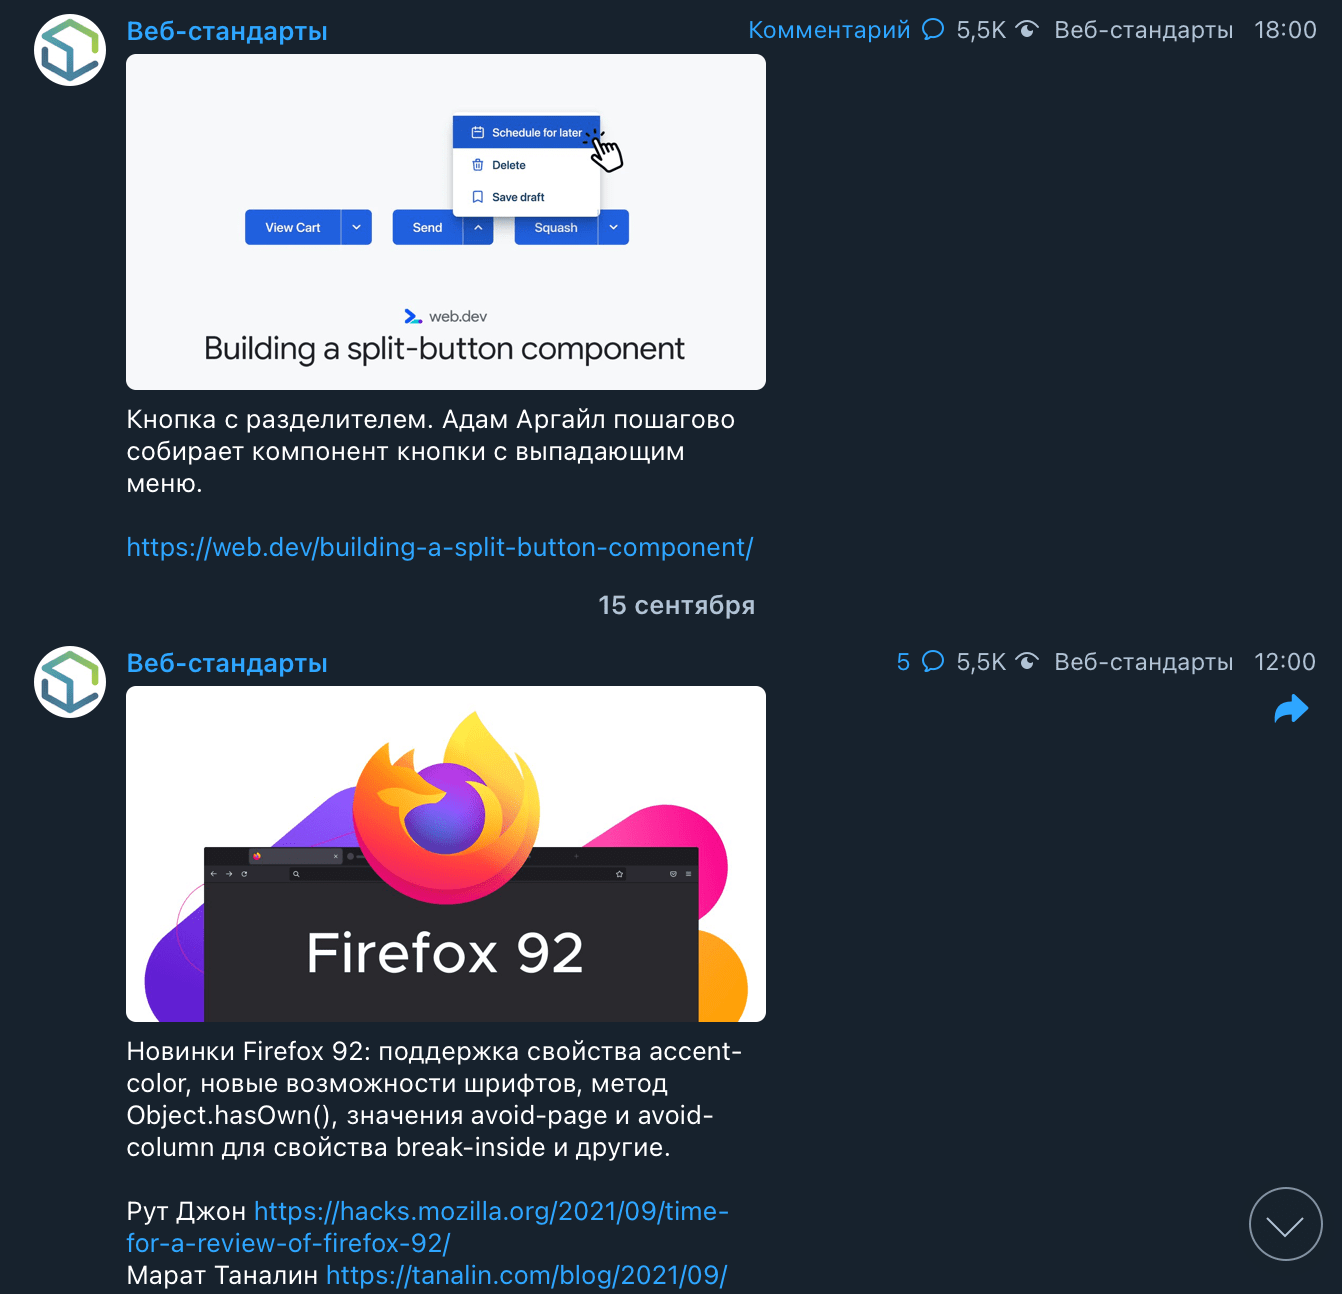 Веб-стандарты
Комментарий 5,5K Веб-стандарты 18:00
Schedule for later
Delete
Save draft
View Cart
Send
Squash
web.dev
Building a split-button component
Кнопка с разделителем. Адам Аргайл пошагово
собирает компонент кнопки с выпадающим
меню.
https://web.dev/building-a-split-button-component/
15 сентября
Веб-стандарты
5 5,5K Веб-стандарты 12:00
Firefox 92
Новинки Firefox 92: поддержка свойства accent-
color, новые возможности шрифтов, метод
Object.hasOwn(), значения avoid-page и avoid-
column для свойства break-inside и другие.
Рут Джон https://hacks.mozilla.org/2021/09/time-
for-a-review-of-firefox-92/
Марат Таналин https://tanalin.com/blog/2021/09/